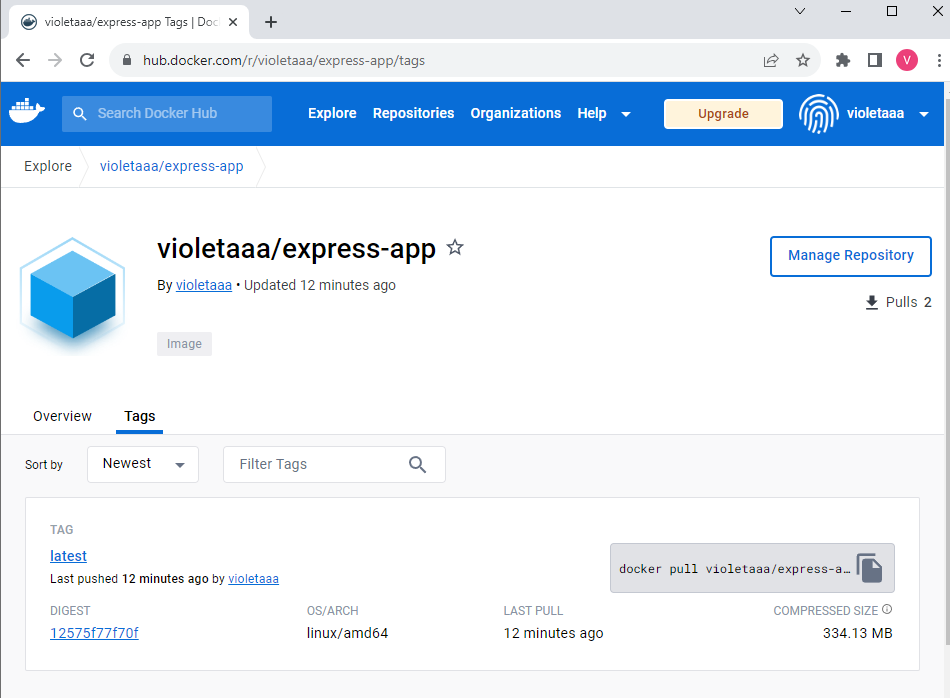 violetaaa/express-app Tags | Doc
hub.docker.com/r/violetaaa/express-app/tags
V
Search Docker Hub
Explore
Repositories
Organizations
Help
Upgrade
violetaaa
Explore
violetaaa/express-app
violetaaa/express-app
Manage Repository
By violetaaa • Updated 12 minutes ago
Pulls 2
Image
Overview
Tags
Sort by
Newest
Filter Tags
TAG
latest
Last pushed 12 minutes ago by violetaaa
docker pull violetaaa/express-a…
DIGEST
OS/ARCH
LAST PULL
COMPRESSED SIZE
12575f77f70f
linux/amd64
12 minutes ago
334.13 MB